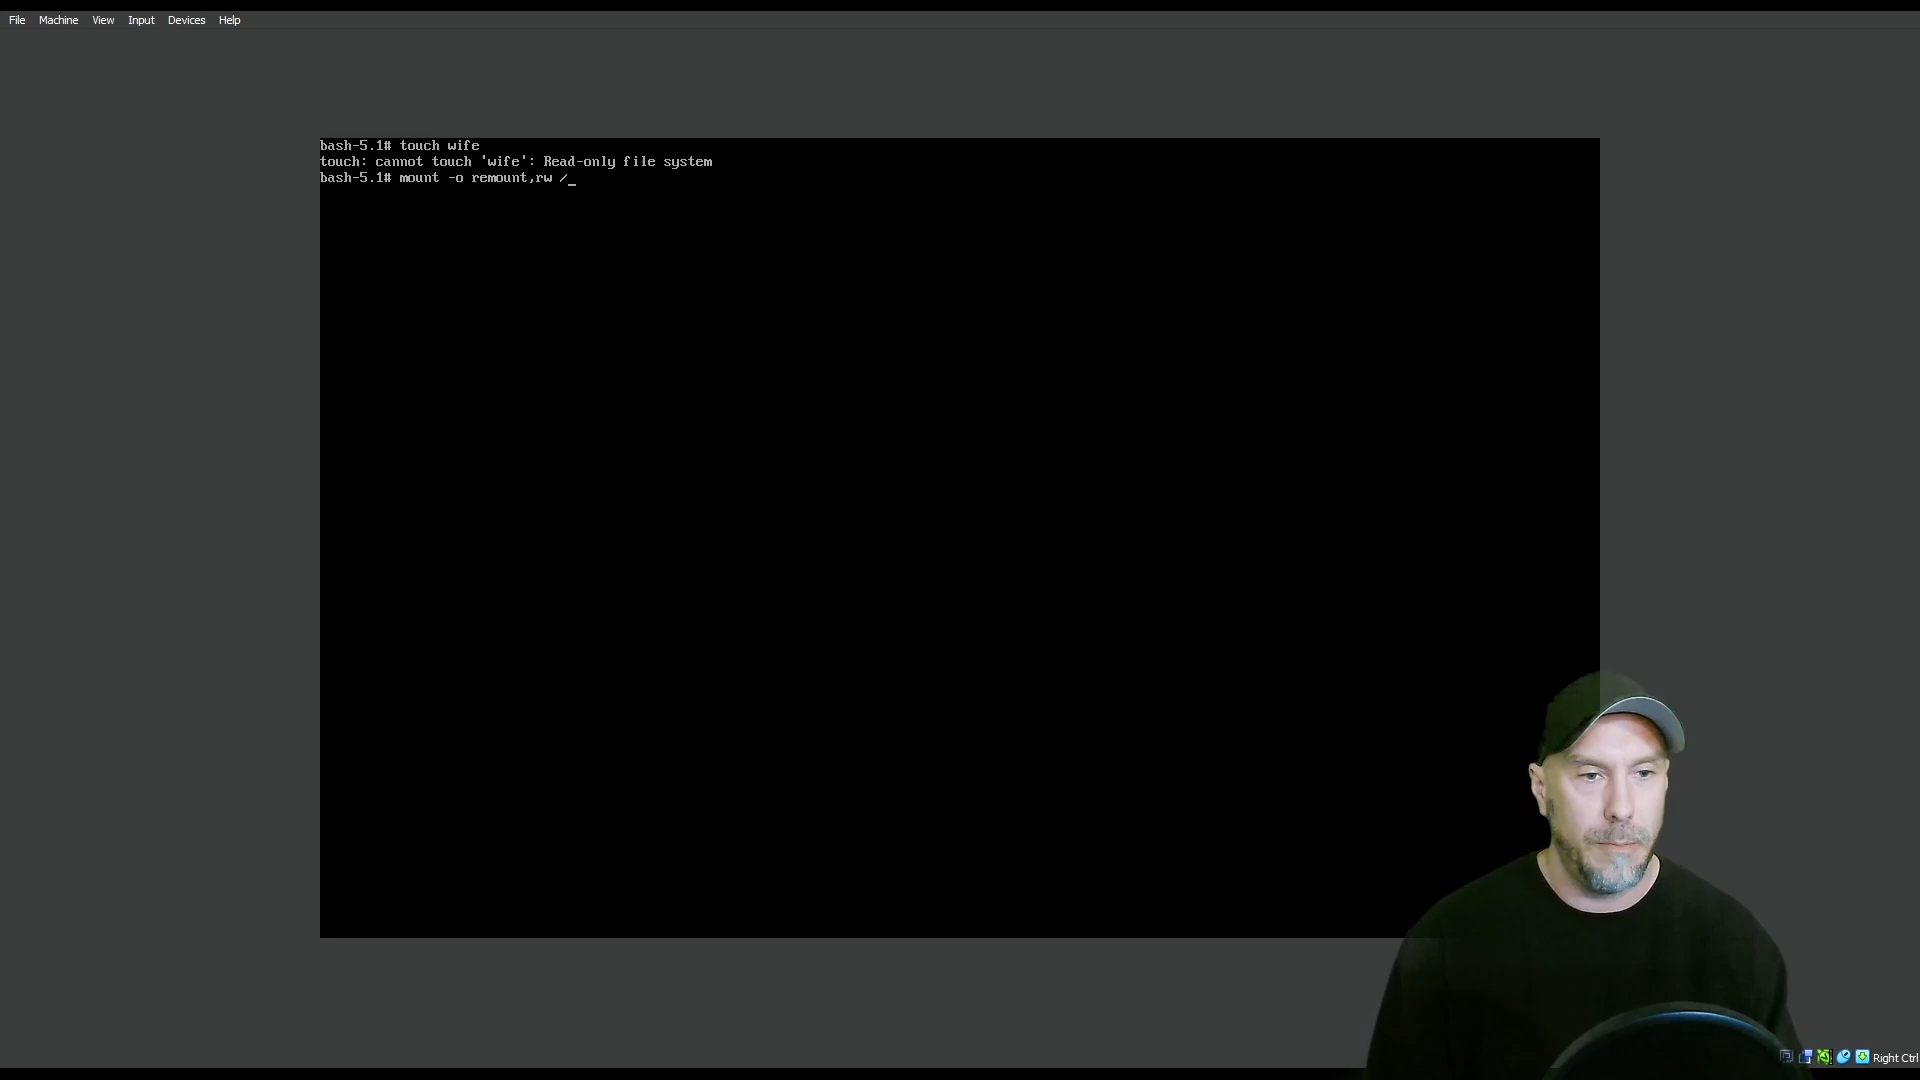 File Machine View Input Devices Help
bash-5.1# touch wife
touch: cannot touch 'wife': Read-only file system
bash-5.1# mount -o remount,rw /_
Right Ctrl